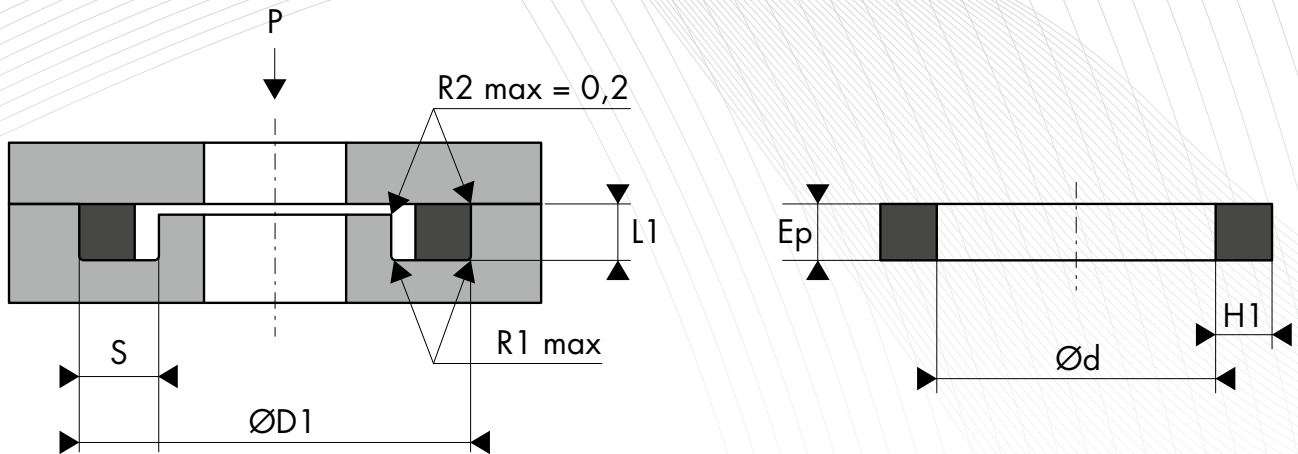 P
R2 max = 0,2
L1
Ep
H1
R1 max
S
Ød
ØD1